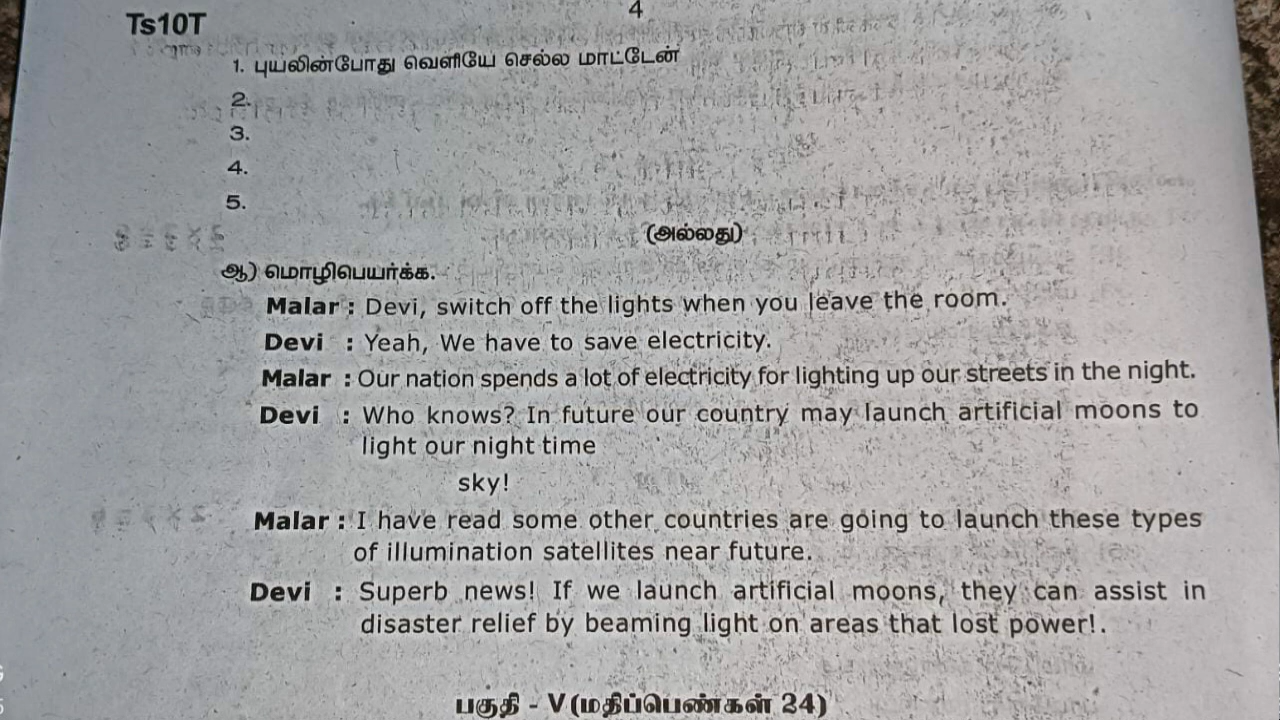 4
Ts10T
1. புயலின்போது வெளியே செல்ல மாட்டேன்
2.
3.
4.
5.
(அல்லது)
ஆ) மொழிபெயர்க்க.
Malar : Devi, switch off the lights when you leave the room.
Devi : Yeah, We have to save electricity.
Malar : Our nation spends a lot of electricity for lighting up our streets in the night.
Devi : Who knows? In future our country may launch artificial moons to
light our night time
sky!
Malar : I have read some other countries are going to launch these types
of illumination satellites near future.
Devi : Superb news! If we launch artificial moons, they can assist in
disaster relief by beaming light on areas that lost power!.
பகுதி - V (மதிப்பெண்கள் 24)